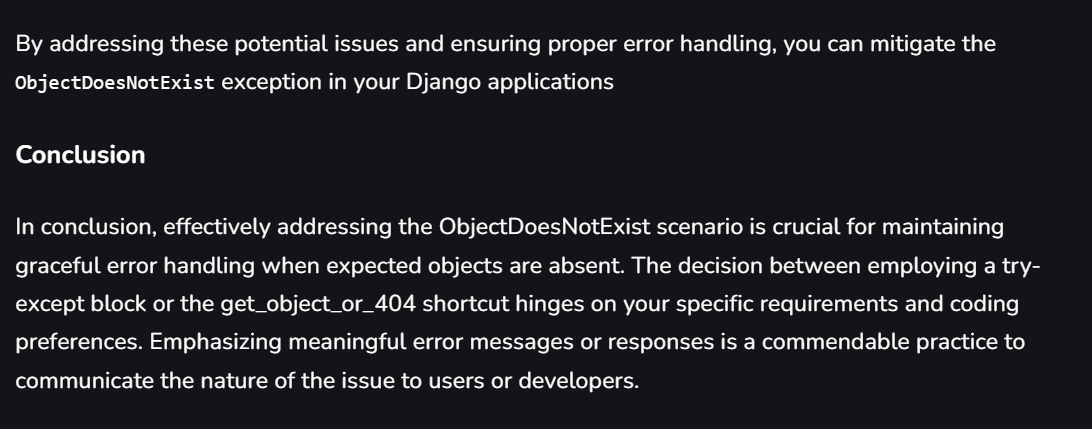 By addressing these potential issues and ensuring proper error handling, you can mitigate the
ObjectDoesNotExist exception in your Django applications
Conclusion
In conclusion, effectively addressing the ObjectDoesNotExist scenario is crucial for maintaining
graceful error handling when expected objects are absent. The decision between employing a try-
except block or the get_object_or_404 shortcut hinges on your specific requirements and coding
preferences. Emphasizing meaningful error messages or responses is a commendable practice to
communicate the nature of the issue to users or developers.